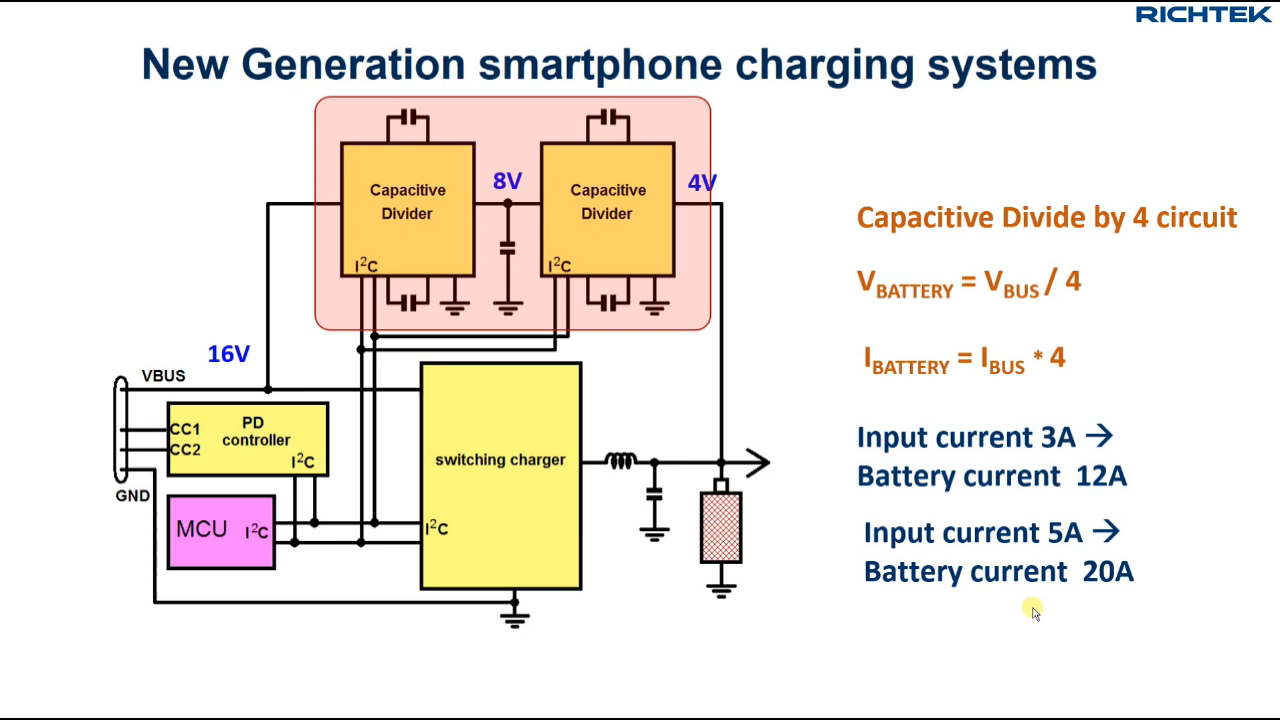 RICHTEK
New Generation smartphone charging systems
Capacitive
Divider
I²C
8V
Capacitive
Divider
I²C
4V
16V
VBUS
CC1
CC2
PD
controller
I²C
GND
MCU
I²C
switching charger
I²C
Capacitive Divide by 4 circuit
VBATTERY = VBUS / 4
IBATTERY = IBUS * 4
Input current 3A →
Battery current 12A
Input current 5A →
Battery current 20A